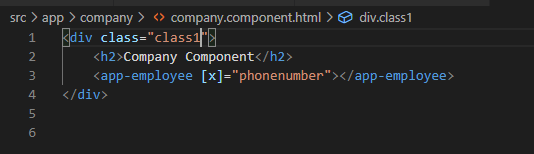 src > app > company > <> company.component.html > div.class1
1 <div class="class1">
2     <h2>Company Component</h2>
3     <app-employee [x]="phonenumber"></app-employee>
4 </div>
5
6